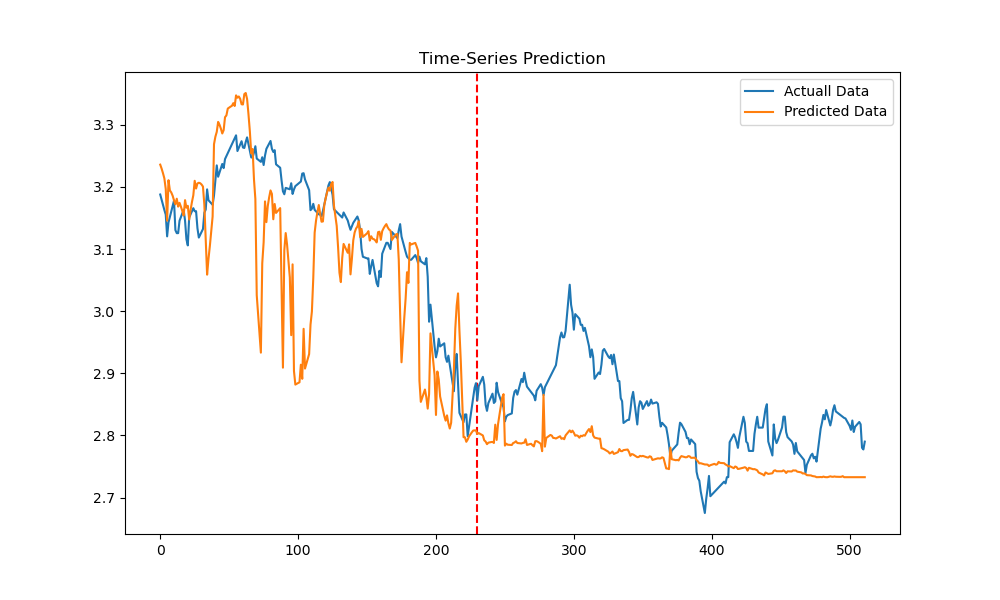 Time-Series Prediction
Actuall Data
Predicted Data
3.3
3.2
3.1
3.0
2.9
2.8
2.7
0 100 200 300 400 500